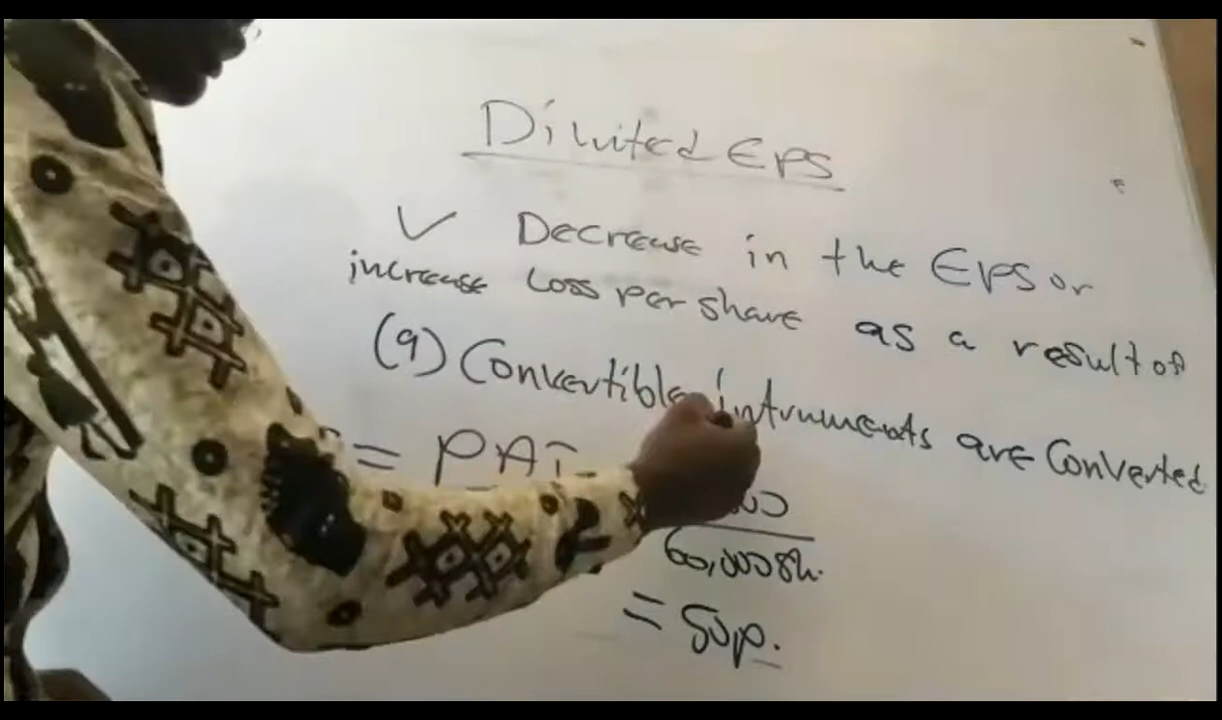 Diluted EPS
✓ Decrease in the EPS or
increase Loss per share as a result of
(a) Convertible intruments are Converted
= PAT
60,000Sh.
= 50p.